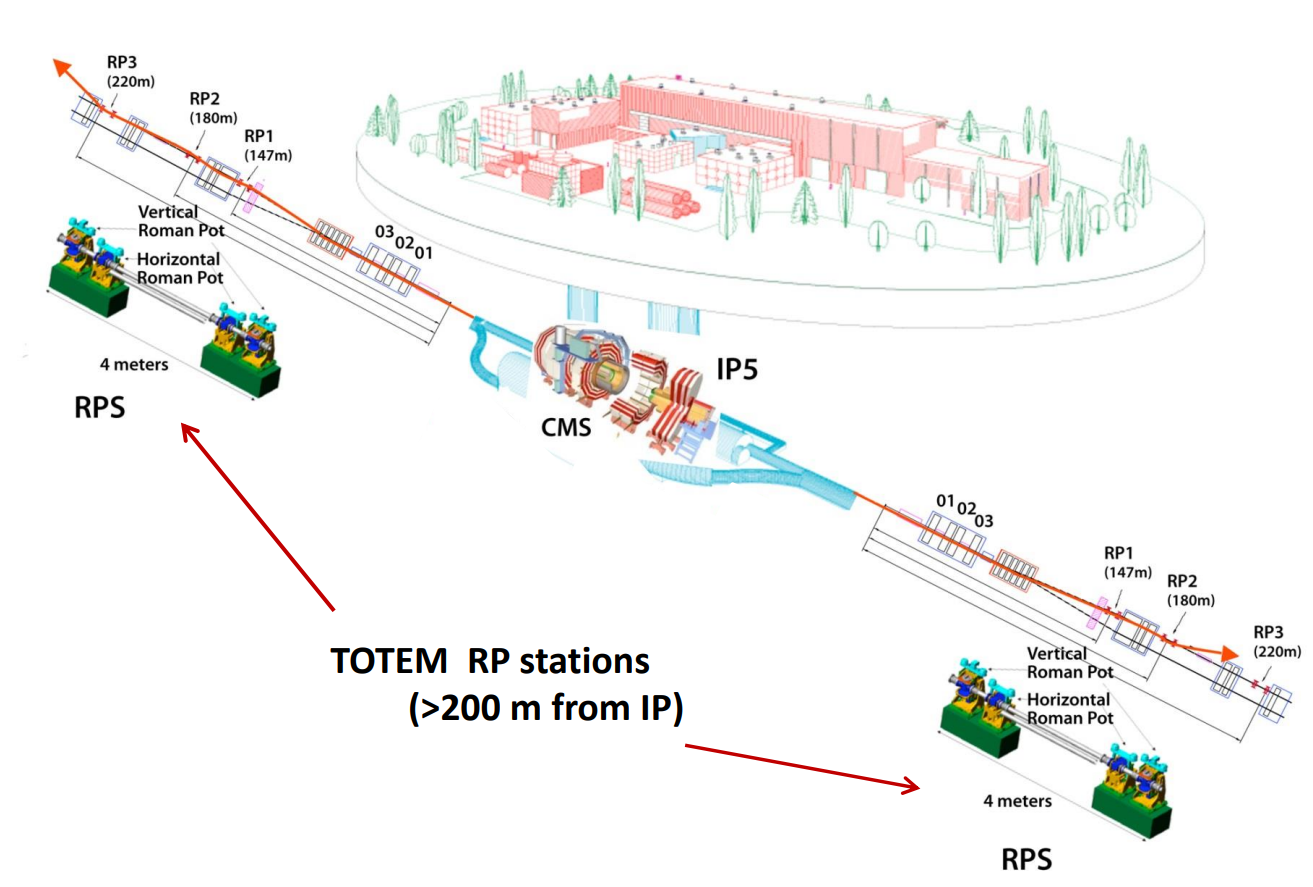 RP3
(220m)
RP2
(180m)
RP1
(147m)
03
02
01
Vertical
Roman Pot
Horizontal
Roman Pot
4 meters
RPS
IP5
CMS
01
02
03
RP1
(147m)
RP2
(180m)
RP3
(220m)
TOTEM RP stations
(>200 m from IP)
Vertical
Roman Pot
Horizontal
Roman Pot
4 meters
RPS